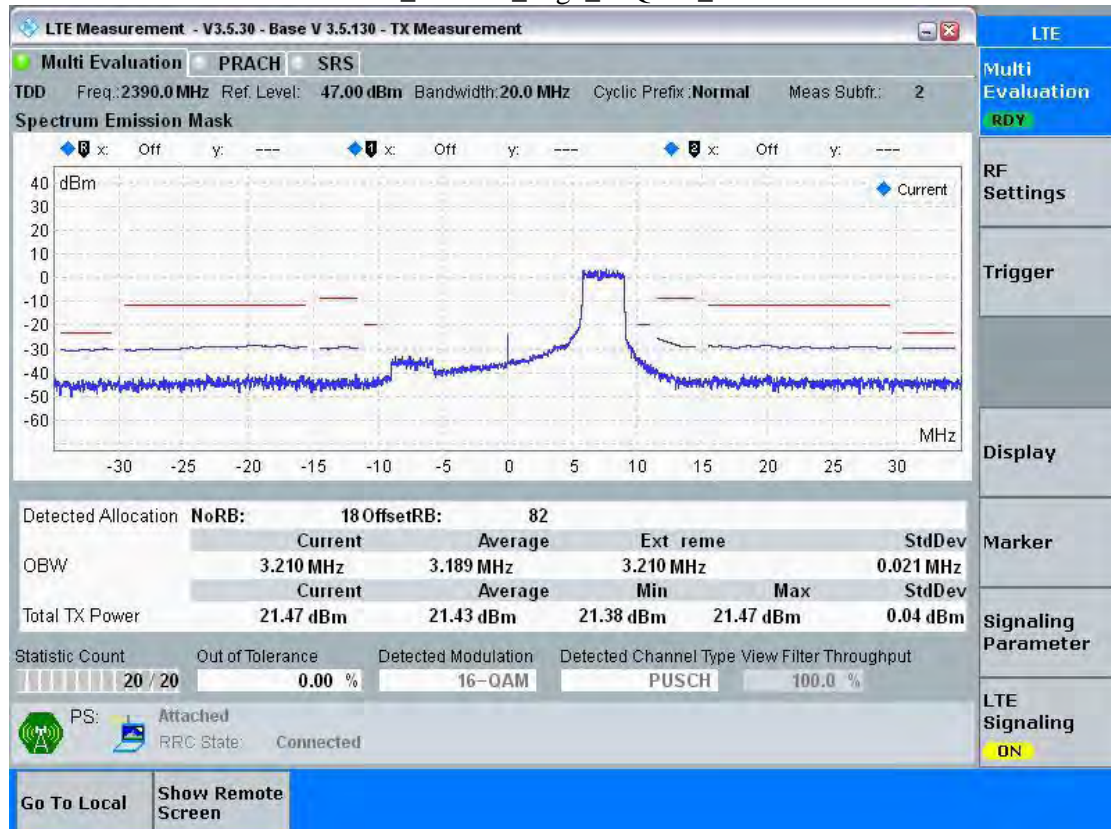 LTE Measurement - V3.5.30 - Base V 3.5.130 - TX Measurement
LTE
Multi Evaluation PRACH SRS
TDD Freq.:2390.0 MHz Ref. Level: 47.00 dBm Bandwidth:20.0 MHz Cyclic Prefix :Normal Meas Subfr.: 2
Spectrum Emission Mask
R x: Off y: --- 1 x: Off y: --- 2 x: Off y: ---
40 dBm
Current
30
20
10
0
-10
-20
-30
-40
-50
-60
MHz
-30 -25 -20 -15 -10 -5 0 5 10 15 20 25 30
Detected Allocation NoRB: 18 OffsetRB: 82
Current Average Ext reme StdDev
OBW 3.210 MHz 3.189 MHz 3.210 MHz 0.021 MHz
Current Average Min Max StdDev
Total TX Power 21.47 dBm 21.43 dBm 21.38 dBm 21.47 dBm 0.04 dBm
Statistic Count Out of Tolerance Detected Modulation Detected Channel Type View Filter Throughput
20 / 20 0.00 % 16-QAM PUSCH 100.0 %
PS: Attached
RRC State: Connected
Multi
Evaluation
RDY
RF
Settings
Trigger
Display
Marker
Signaling
Parameter
LTE
Signaling
ON
Go To Local
Show Remote
Screen